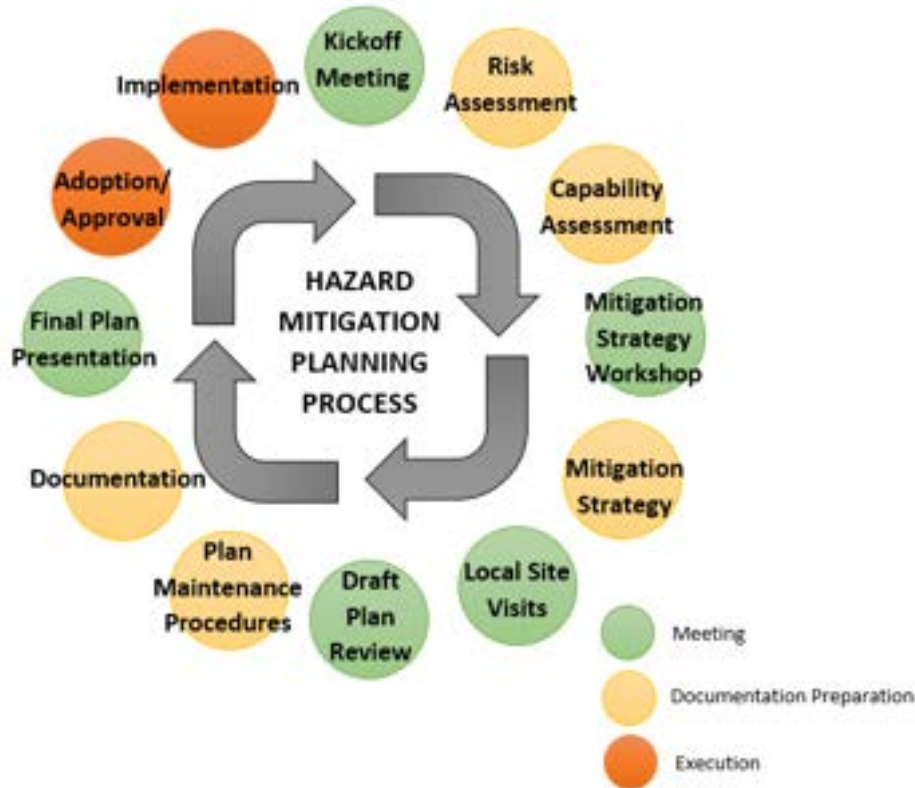 Kickoff
Meeting
Risk
Assessment
Capability
Assessment
Mitigation
Strategy
Workshop
Mitigation
Strategy
Local Site
Visits
Draft
Plan
Review
Plan
Maintenance
Procedures
Documentation
Final Plan
Presentation
Adoption/
Approval
Implementation
HAZARD
MITIGATION
PLANNING
PROCESS
Meeting
Documentation Preparation
Execution